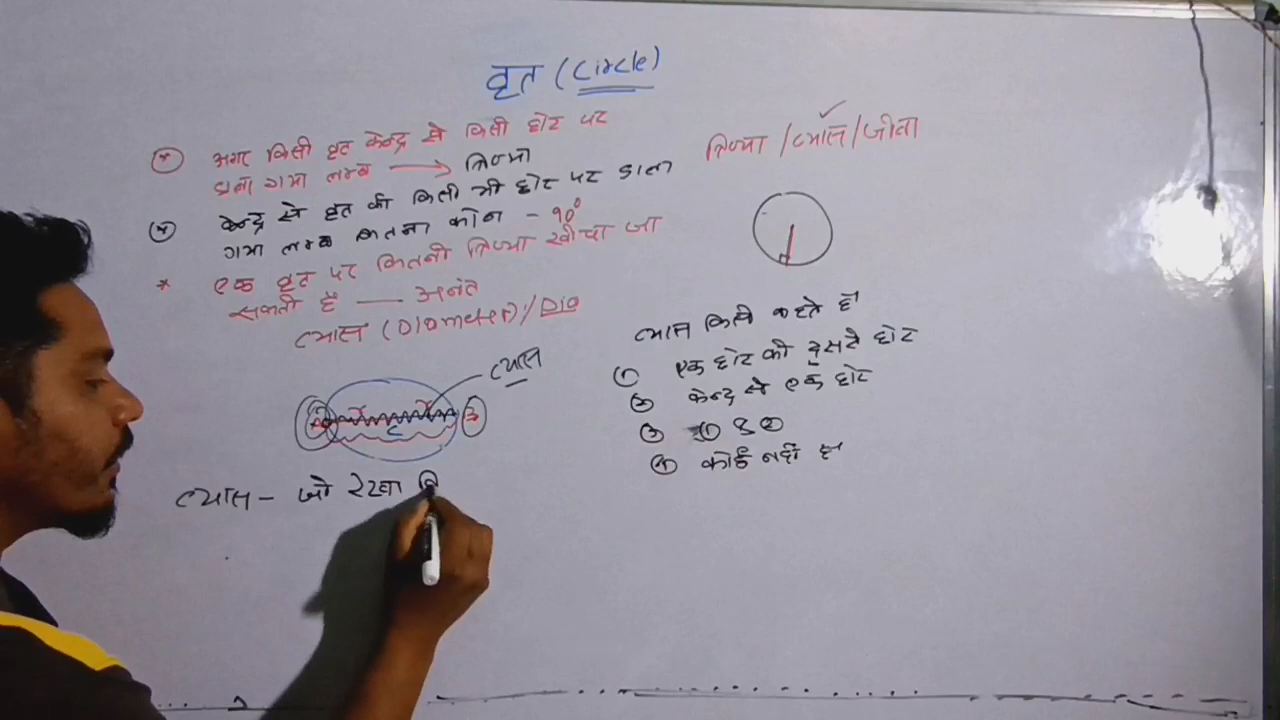 वृत (Circle)
* अगर किसी वृत केन्द्र से किसी छोर पर
डाला गया लम्ब → त्रिज्या
* केन्द्र से वृत की किसी भी छोर पर डाला
गया लम्ब कितना कोन - 90°
* एक वृत पर कितनी त्रिज्या खीचा जा
सकती है — अनंत
व्यास (Diameter)/Dia
व्यास
A C B
व्यास - जो रेखा कि
त्रिज्या / व्यास / जीवा
व्यास किसे कहते है
① एक छोर की दुसरे छोर
② केन्द्र से एक छोर
③ ① & ②
④ कोई नहीं है